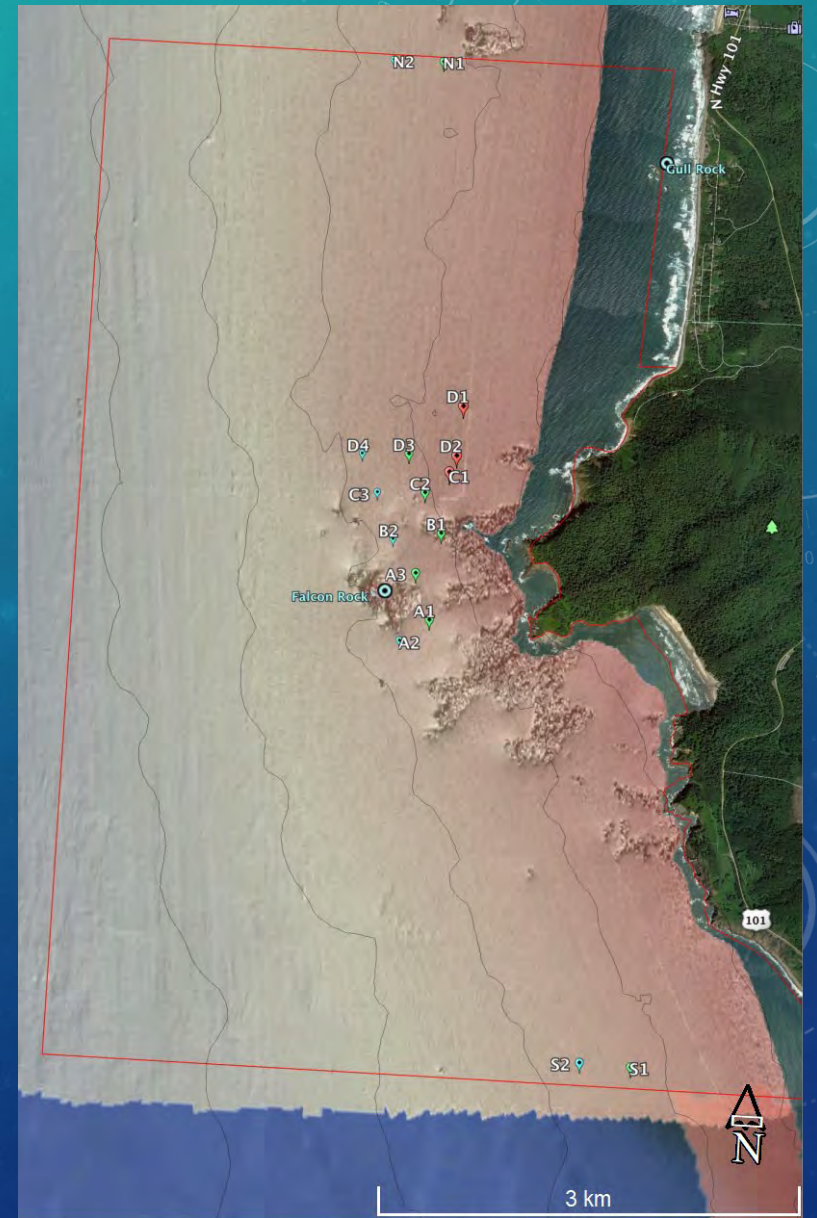 N Hwy 101
N2
N1
Gull Rock
D1
D4
D3
D2
C1
C3
C2
B2
B1
A3
Falcon Rock
A1
A2
101
S2
S1
N
3 km